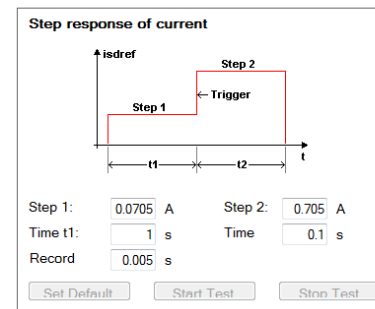 Step response of current
isdref
Step 2
Trigger
Step 1
t
t1
t2
Step 1: 0.0705 A Step 2: 0.705 A
Time t1: 1 s Time 0.1 s
Record 0.005 s
Set Default Start Test Stop Test